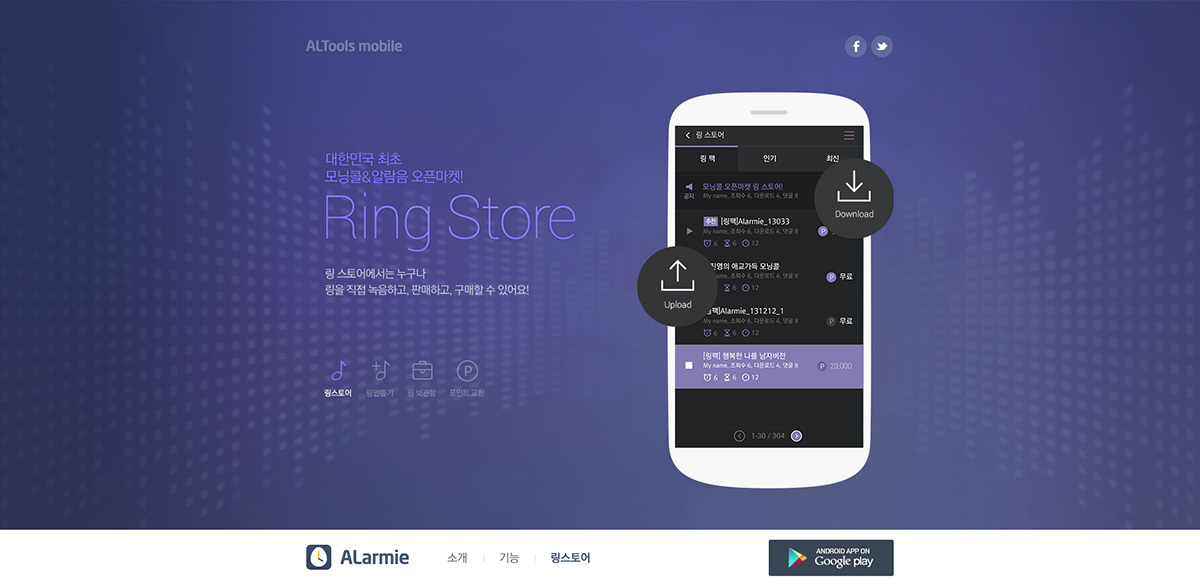 ALTools mobile
대한민국 최초
모닝콜&알람음 오픈마켓!
Ring Store
링 스토어에서는 누구나
링을 직접 녹음하고, 판매하고, 구매할 수 있어요!
링스토어
링만들기
링 보관함
포인트 교환
링 스토어
링 팩
인기
최신
공지
모닝콜 오픈마켓 링 스토어!
My name, 조회수 6, 다운로드 4, 댓글 8
추천 [링팩]Alarmie_13033
My name, 조회수 6, 다운로드 4, 댓글 8
6 6 12
P
Download
진영의 애교가득 모닝콜
조회수 6, 다운로드 4, 댓글 8
6 12
P 무료
Upload
링팩]Alarmie_131212_1
My name, 조회수 6, 다운로드 4, 댓글 8
6 6 12
P 무료
[링팩] 행복한 나를 남자버전
My name, 조회수 6, 다운로드 4, 댓글 8
6 6 12
P 23,000
1-30 / 304
ALarmie
소개
기능
링스토어
ANDROID APP ON
Google play